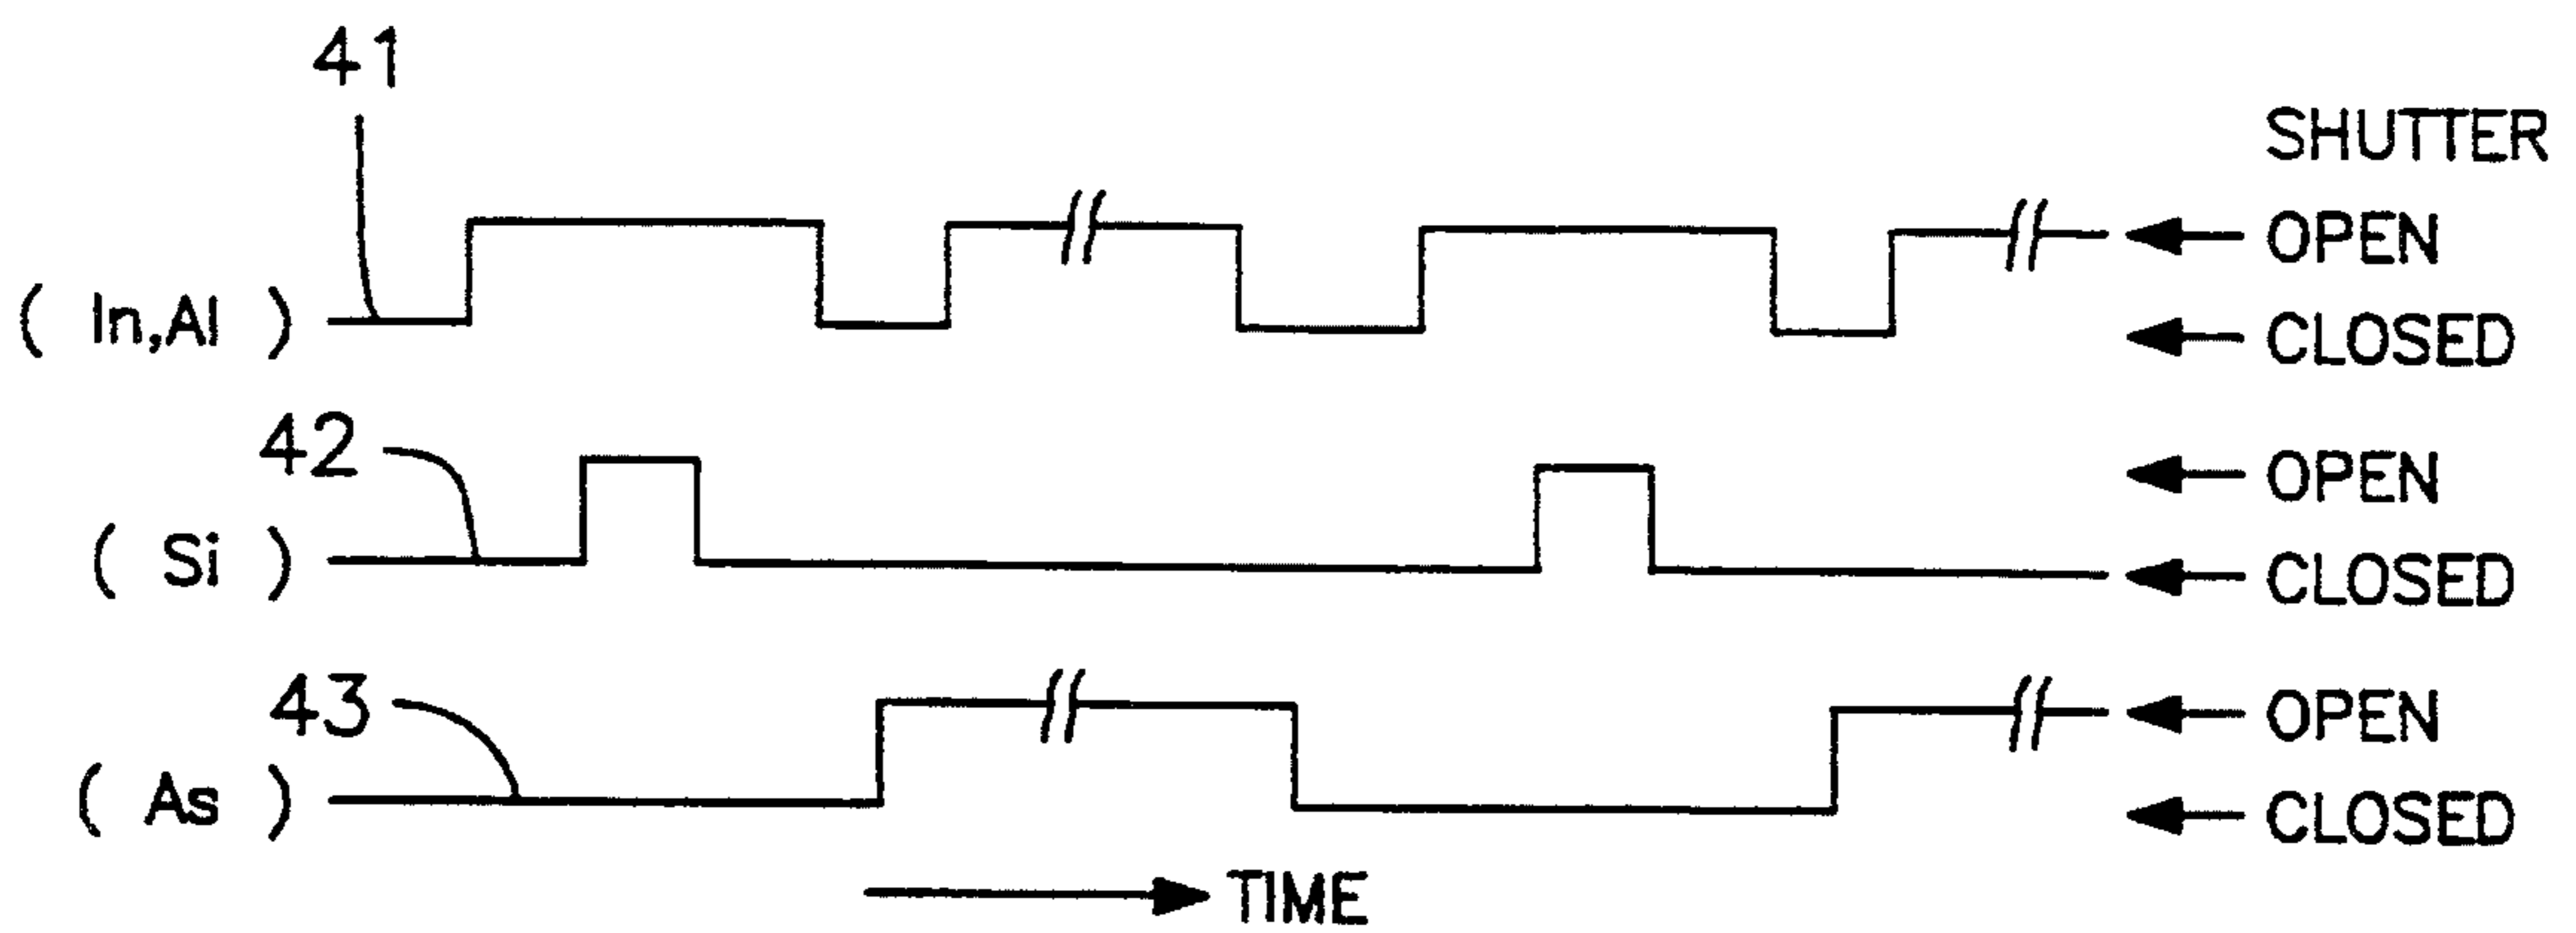 41
SHUTTER
OPEN
( In,Al )
CLOSED
42
OPEN
( Si )
CLOSED
43
OPEN
( As )
CLOSED
TIME